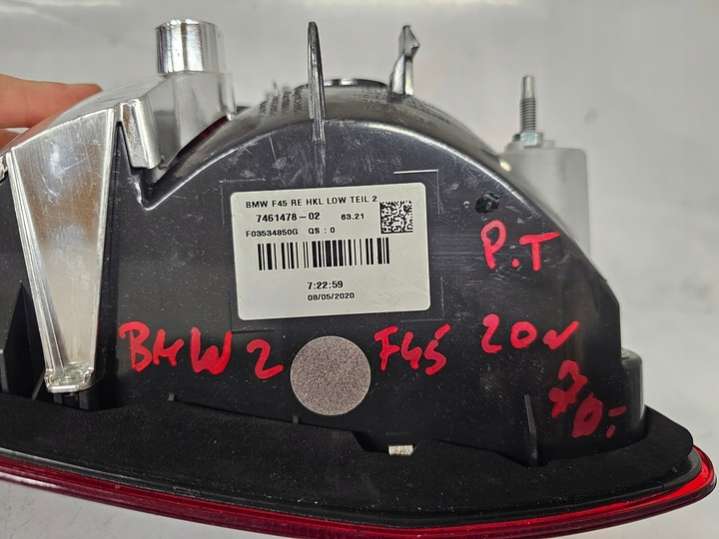 BMW F45 RE HKL LOW TEIL 2
7461478-02 63.21
F03534850G QS : 0
7:22:59
08/05/2020
P.T
BMW 2 F45 20r
70:-